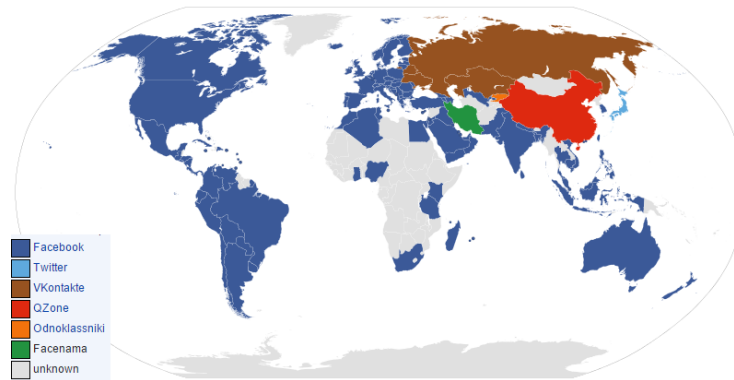 Facebook
Twitter
VKontakte
QZone
Odnoklassniki
Facenama
unknown